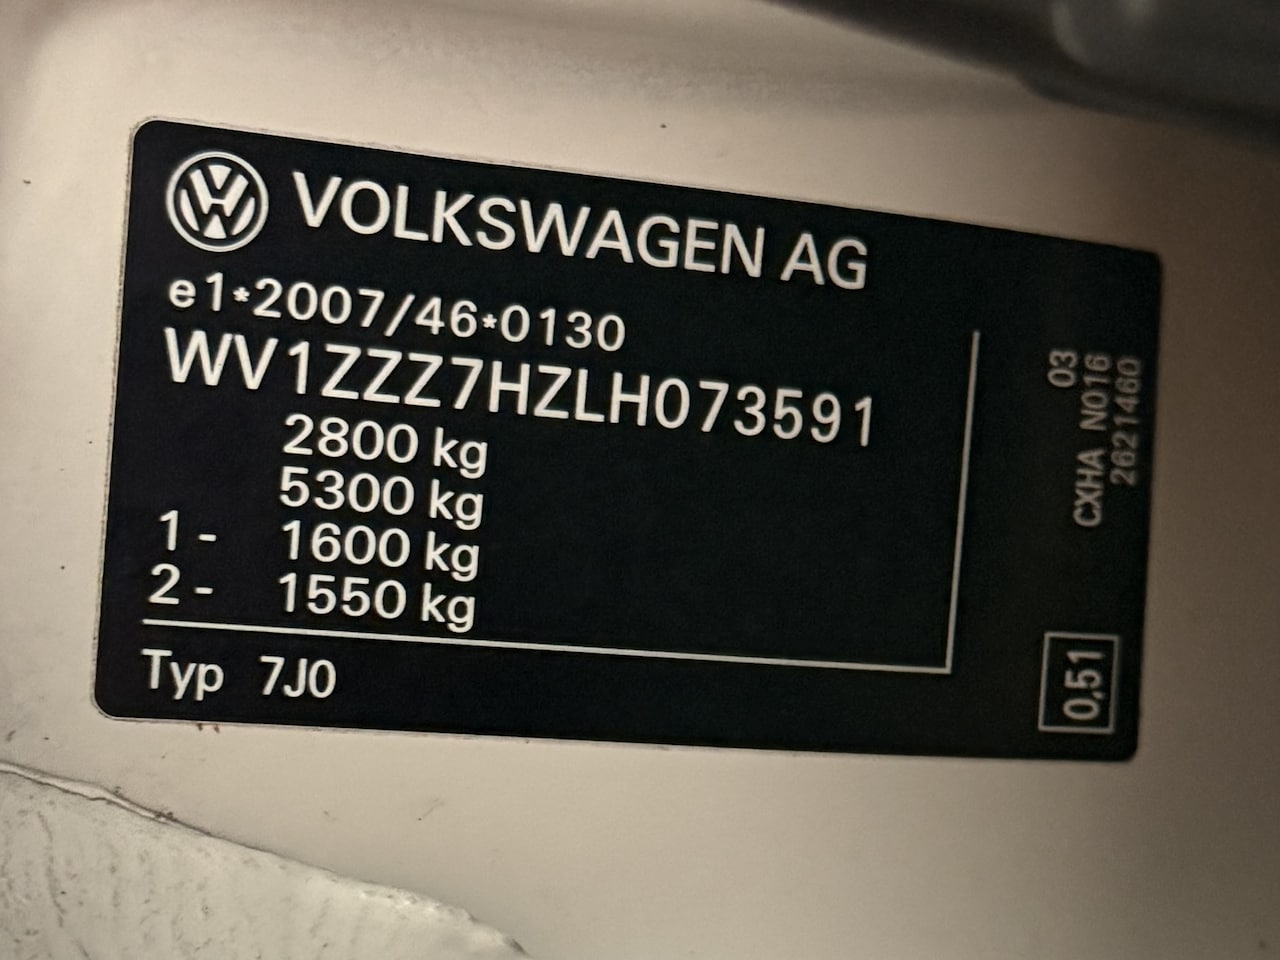 VOLKSWAGEN AG
e1*2007/46*0130
WV1ZZZ7HZLH073591
2800 kg
5300 kg
1 - 1600 kg
2 - 1550 kg
Typ 7J0
03
CXHA N016
2621460
0,51